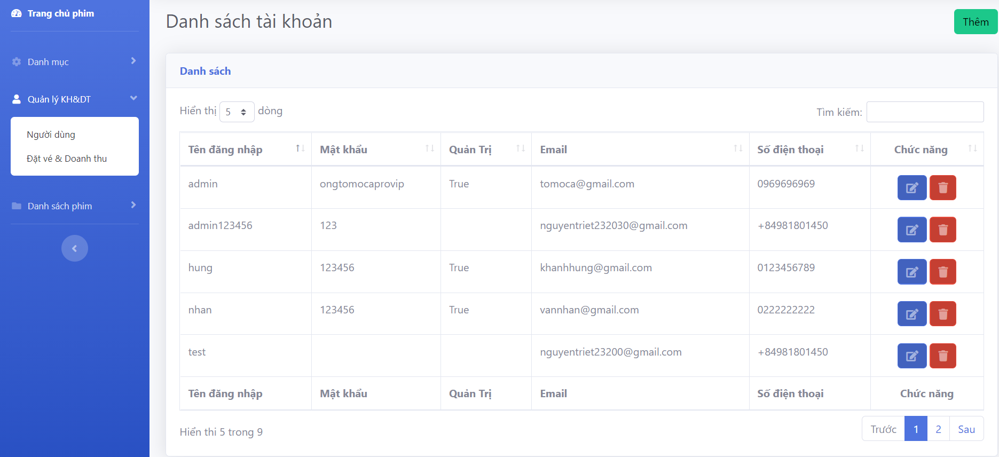 Trang chủ phim
Danh mục
Quản lý KH&DT
Người dùng
Đặt vé & Doanh thu
Danh sách phim
Danh sách tài khoản
Thêm
Danh sách
Hiển thị 5 dòng
Tìm kiếm:
Tên đăng nhập Mật khẩu Quản Trị Email Số điện thoại Chức năng
admin ongtomocaprovip True tomoca@gmail.com 0969696969
admin123456 123 nguyentriet232030@gmail.com +84981801450
hung 123456 True khanhhung@gmail.com 0123456789
nhan 123456 True vannhan@gmail.com 0222222222
test nguyentriet23200@gmail.com +84981801450
Tên đăng nhập Mật khẩu Quản Trị Email Số điện thoại Chức năng
Hiển thi 5 trong 9
Trước 1 2 Sau